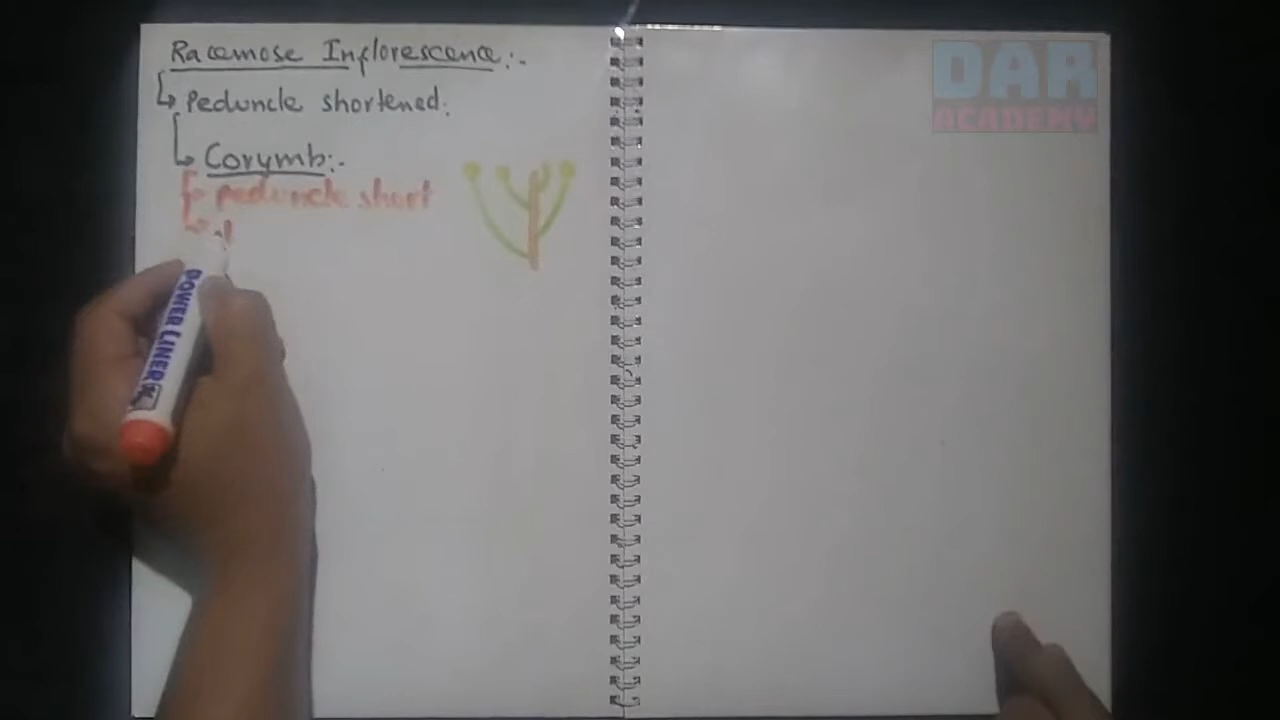 Racemose Inflorescence:-
DAR
ACADEMY
Peduncle shortened:
Corymb:-
peduncle short
POWER LINER